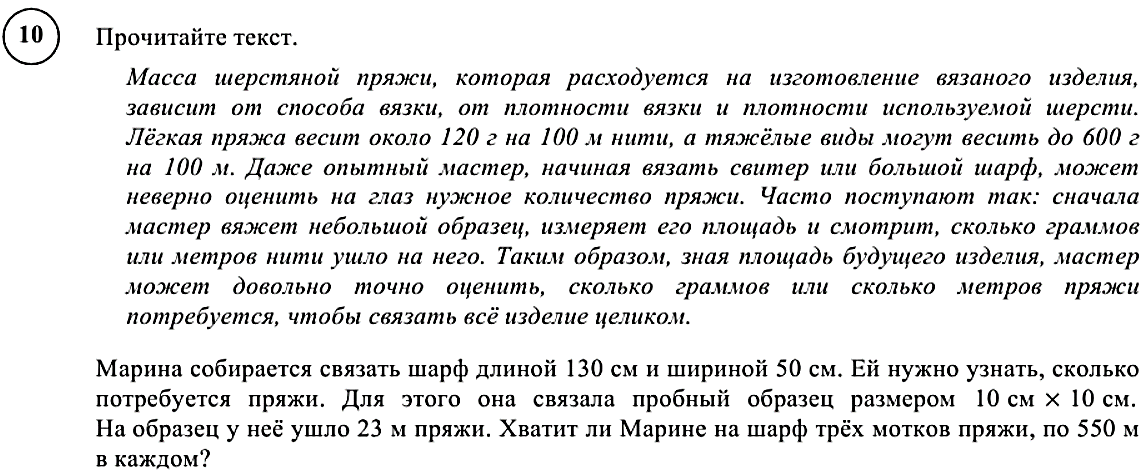 10 Прочитайте текст.
Масса шерстяной пряжи, которая расходуется на изготовление вязаного изделия,
зависит от способа вязки, от плотности вязки и плотности используемой шерсти.
Лёгкая пряжа весит около 120 г на 100 м нити, а тяжёлые виды могут весить до 600 г
на 100 м. Даже опытный мастер, начиная вязать свитер или большой шарф, может
неверно оценить на глаз нужное количество пряжи. Часто поступают так: сначала
мастер вяжет небольшой образец, измеряет его площадь и смотрит, сколько граммов
или метров нити ушло на него. Таким образом, зная площадь будущего изделия, мастер
может довольно точно оценить, сколько граммов или сколько метров пряжи
потребуется, чтобы связать всё изделие целиком.
Марина собирается связать шарф длиной 130 см и шириной 50 см. Ей нужно узнать, сколько
потребуется пряжи. Для этого она связала пробный образец размером 10 см × 10 см.
На образец у неё ушло 23 м пряжи. Хватит ли Марине на шарф трёх мотков пряжи, по 550 м
в каждом?